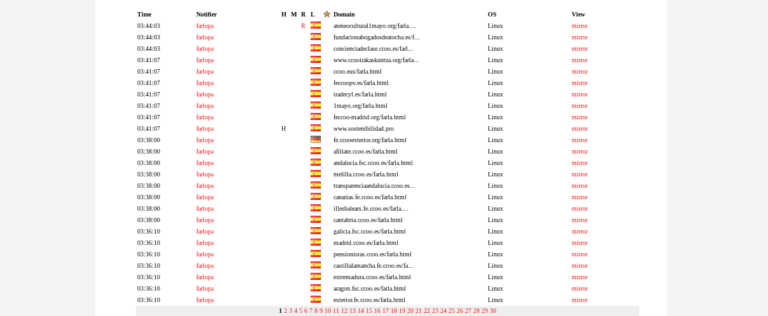 Time Notifier H M R L Domain OS View
03:44:03 farlopa R ateneocultural1mayo.org/farla.... Linux mirror
03:44:03 farlopa fundacionabogadosdeatocha.es/f... Linux mirror
03:44:03 farlopa concienciadeclase.ccoo.es/farl... Linux mirror
03:41:07 farlopa www.ccooirakaskuntza.org/farla... Linux mirror
03:41:07 farlopa ccoo.eus/farla.html Linux mirror
03:41:07 farlopa feccoopv.es/farla.html Linux mirror
03:41:07 farlopa tradecyl.es/farla.html Linux mirror
03:41:07 farlopa 1mayo.org/farla.html Linux mirror
03:41:07 farlopa feccoo-madrid.org/farla.html Linux mirror
03:41:07 farlopa H www.sostenibilidad.pro Linux mirror
03:38:00 farlopa fe.ccooexterior.org/farla.html Linux mirror
03:38:00 farlopa afiliate.ccoo.es/farla.html Linux mirror
03:38:00 farlopa andalucia.fsc.ccoo.es/farla.html Linux mirror
03:38:00 farlopa melilla.ccoo.es/farla.html Linux mirror
03:38:00 farlopa transparenciaandalucia.ccoo.es... Linux mirror
03:38:00 farlopa canarias.fe.ccoo.es/farla.html Linux mirror
03:38:00 farlopa illesbalears.fe.ccoo.es/farla.... Linux mirror
03:38:00 farlopa cantabria.ccoo.es/farla.html Linux mirror
03:36:10 farlopa galicia.fsc.ccoo.es/farla.html Linux mirror
03:36:10 farlopa madrid.ccoo.es/farla.html Linux mirror
03:36:10 farlopa pensionistas.ccoo.es/farla.html Linux mirror
03:36:10 farlopa castillalamancha.fe.ccoo.es/fa... Linux mirror
03:36:10 farlopa extremadura.ccoo.es/farla.html Linux mirror
03:36:10 farlopa aragon.fsc.ccoo.es/farla.html Linux mirror
03:36:10 farlopa exterior.fe.ccoo.es/farla.html Linux mirror
1 2 3 4 5 6 7 8 9 10 11 12 13 14 15 16 17 18 19 20 21 22 23 24 25 26 27 28 29 30